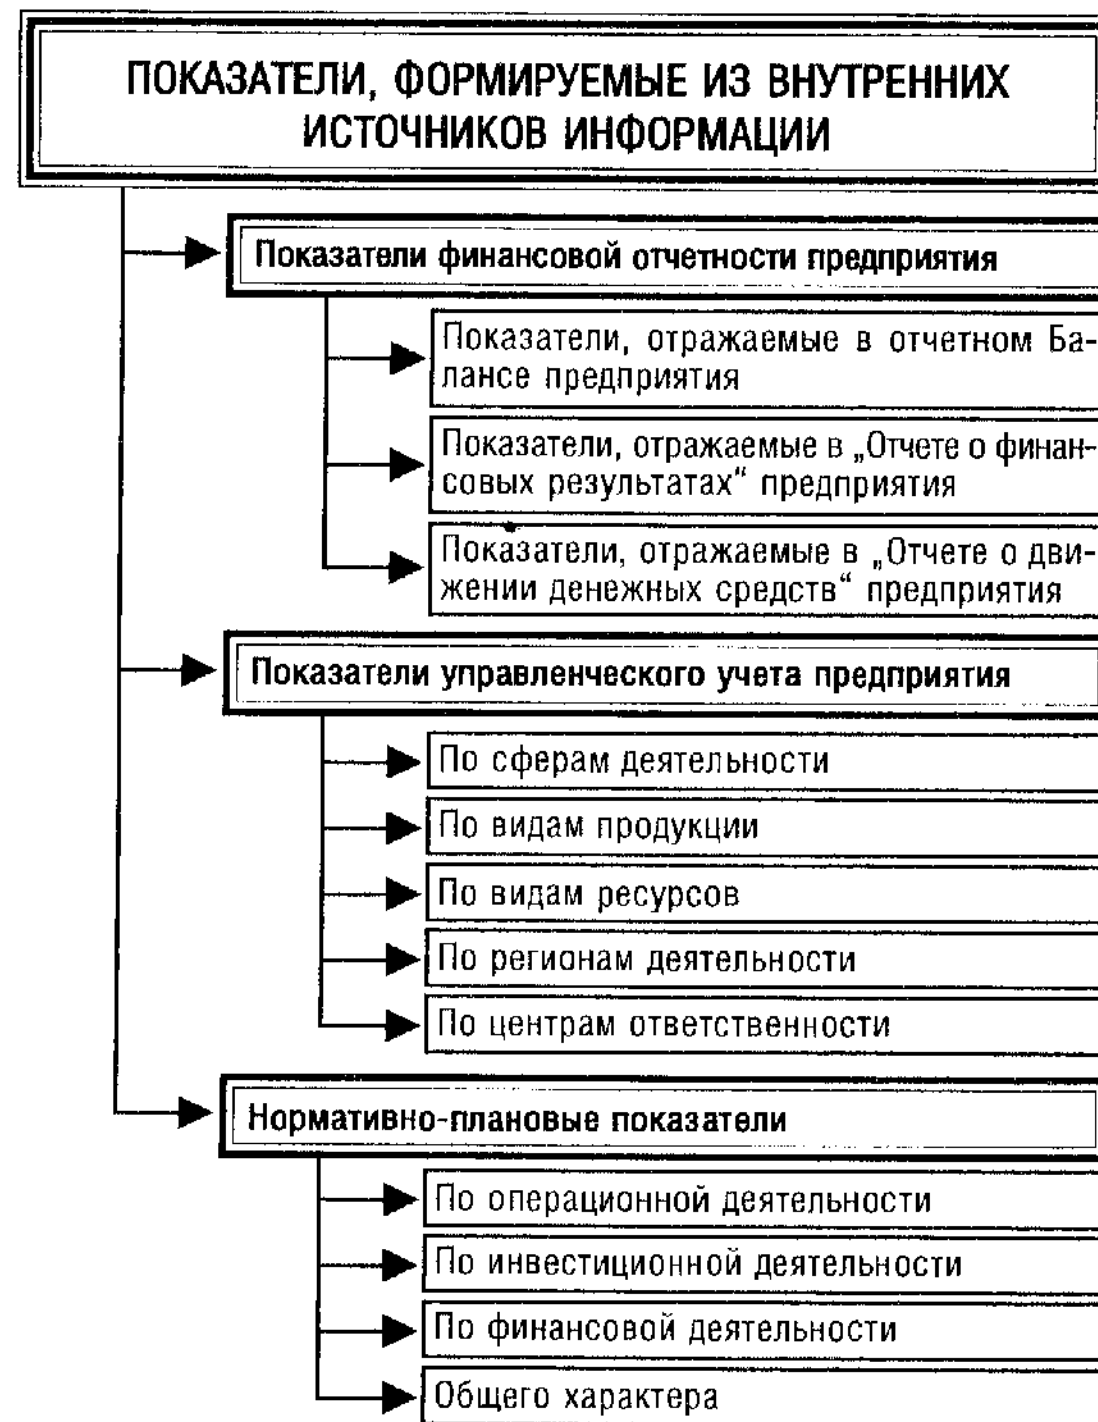 ПОКАЗАТЕЛИ, ФОРМИРУЕМЫЕ ИЗ ВНУТРЕННИХ
ИСТОЧНИКОВ ИНФОРМАЦИИ
Показатели финансовой отчетности предприятия
Показатели, отражаемые в отчетном Ба-
лансе предприятия
Показатели, отражаемые в „Отчете о финан-
совых результатах“ предприятия
Показатели, отражаемые в „Отчете о дви-
жении денежных средств“ предприятия
Показатели управленческого учета предприятия
По сферам деятельности
По видам продукции
По видам ресурсов
По регионам деятельности
По центрам ответственности
Нормативно-плановые показатели
По операционной деятельности
По инвестиционной деятельности
По финансовой деятельности
Общего характера